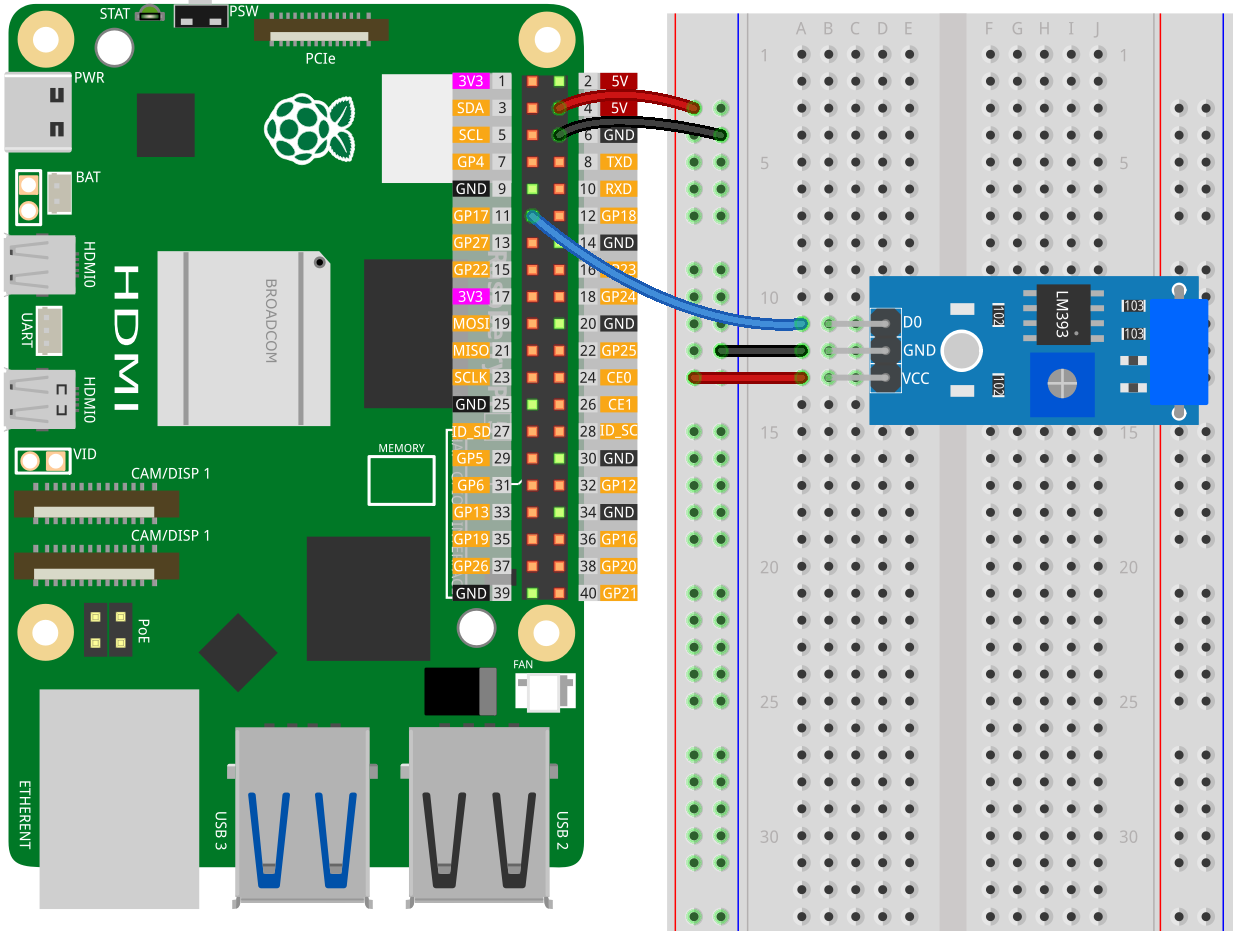 STAT
PSW
PCIe
PWR
BAT
HDMI0
HDMI
UART
HDMI0
VID
CAM/DISP 1
CAM/DISP 1
BROADCOM
MEMORY
PoE
FAN
ETHERENT
USB 3
USB 2
3V3 1 2 5V
SDA 3 4 5V
SCL 5 6 GND
GP4 7 8 TXD
GND 9 10 RXD
GP17 11 12 GP18
GP27 13 14 GND
GP22 15 16
3V3 17 18 GP24
MOSI 19 20 GND
MISO 21 22 GP25
SCLK 23 24 CE0
GND 25 26 CE1
ID_SD 27 28 ID_SC
GP5 29 30 GND
GP6 31 32 GP12
GP13 33 34 GND
GP19 35 36 GP16
GP26 37 38 GP20
GND 39 40 GP21
A B C D E F G H I J
1 1
5 5
10
15 15
20 20
25 25
30 30
D0
GND
VCC
102
102
LM393
103
103